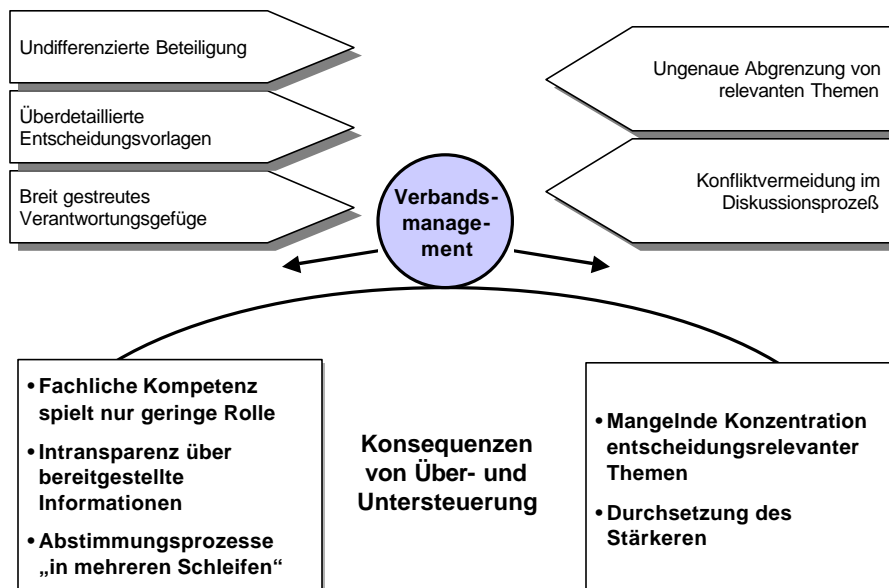 Undifferenzierte Beteiligung
Überdetaillierte
Entscheidungsvorlagen
Breit gestreutes
Verantwortungsgefüge
Ungenaue Abgrenzung von
relevanten Themen
Konfliktvermeidung im
Diskussionsprozeß
Verbands-
manage-
ment
• Fachliche Kompetenz
spielt nur geringe Rolle
• Intransparenz über
bereitgestellte
Informationen
• Abstimmungsprozesse
„in mehreren Schleifen“
Konsequenzen
von Über- und
Untersteuerung
• Mangelnde Konzentration
entscheidungsrelevanter
Themen
• Durchsetzung des
Stärkeren